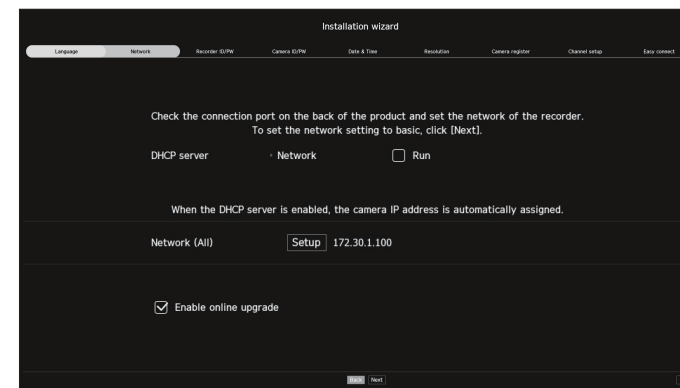 Installation wizard
Language Network Recorder ID/PW Camera ID/PW Date & Time Resolution Camera register Channel setup Easy connect
Check the connection port on the back of the product and set the network of the recorder.
To set the network setting to basic, click [Next].
DHCP server Network Run
When the DHCP server is enabled, the camera IP address is automatically assigned.
Network (All) Setup 172.30.1.100
Enable online upgrade
Back Next